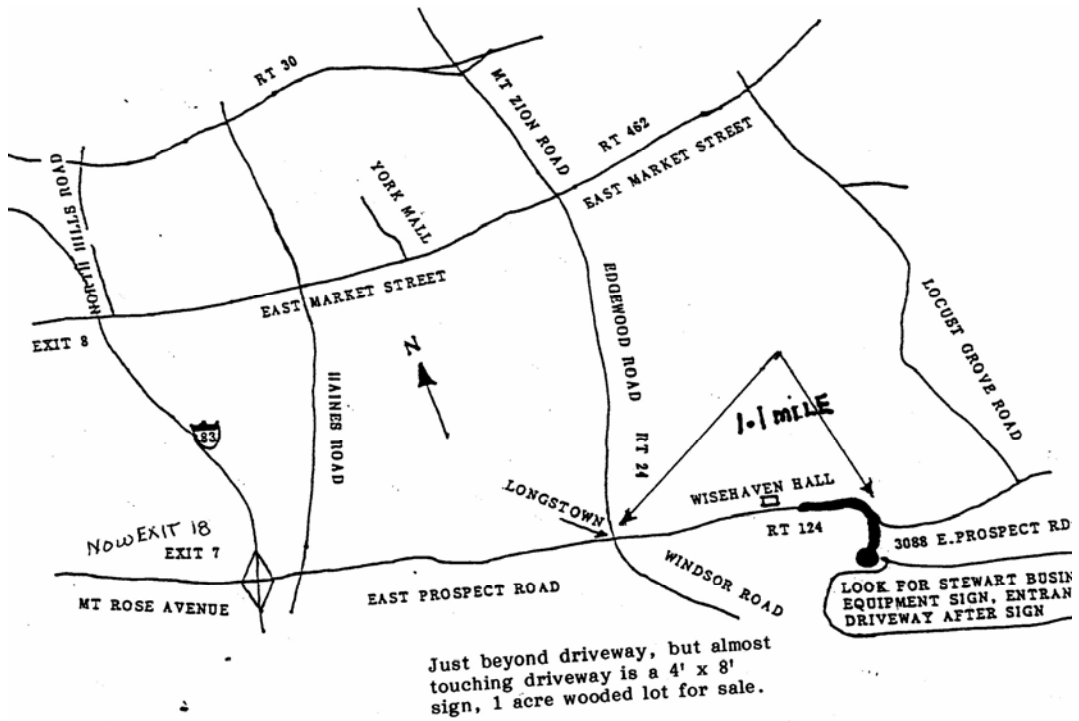 RT 30
MT ZION ROAD
RT 462
EAST MARKET STREET
NORTH HILLS ROAD
YORK MALL
EAST MARKET STREET
EXIT 8
N
EDGEWOOD ROAD
RT 24
LOCUST GROVE ROAD
HAINES ROAD
83
1.1 MILE
LONGSTOWN
WISEHAVEN HALL
RT 124
NOW EXIT 18
EXIT 7
3088 E.PROSPECT RD
MT ROSE AVENUE
EAST PROSPECT ROAD
WINDSOR ROAD
LOOK FOR STEWART BUSIN
EQUIPMENT SIGN, ENTRAN
DRIVEWAY AFTER SIGN
Just beyond driveway, but almost
touching driveway is a 4' x 8'
sign, 1 acre wooded lot for sale.